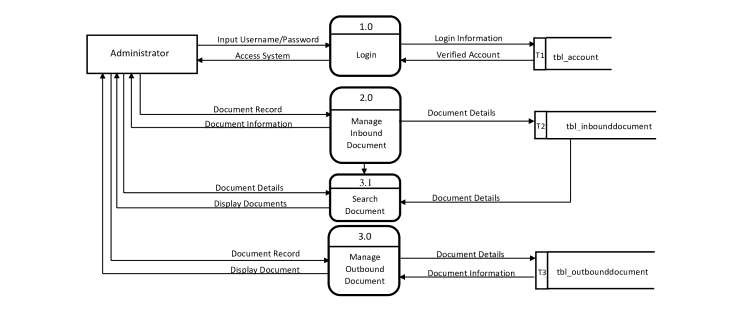 1.0
Input Username/Password
Login Information
Administrator
Login
T1
tbl_account
Access System
Verified Account
2.0
Document Record
Document Details
Manage
Inbound
Document
Document Information
T2
tbl_inbounddocument
3.1
Document Details
Search
Document
Document Details
Display Documents
3.0
Document Record
Document Details
Manage
Outbound
Document
Display Document
Document Information
T3
tbl_outbounddocument